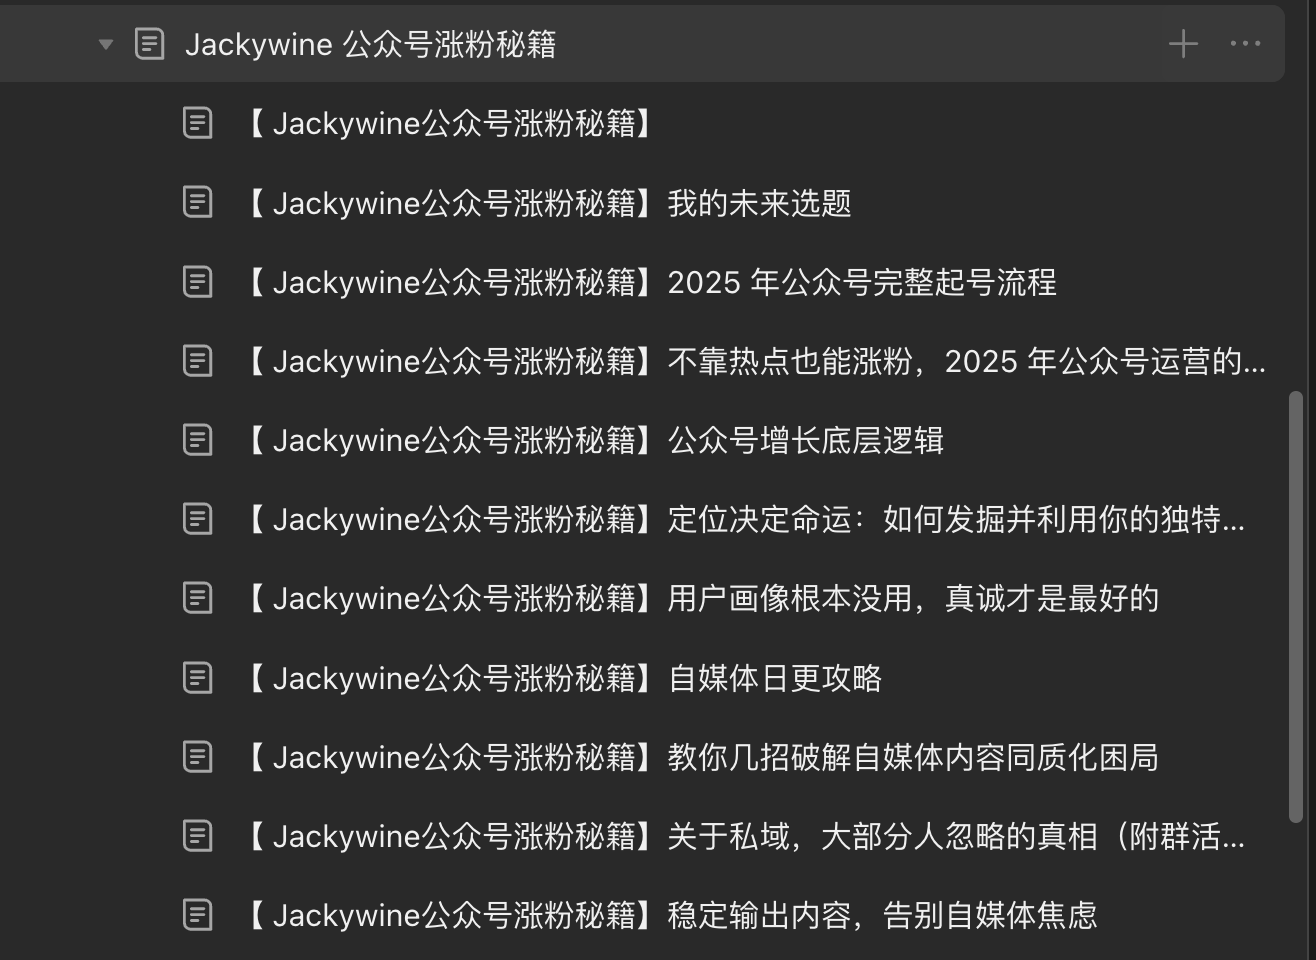 Jackywine 公众号涨粉秘籍
【 Jackywine公众号涨粉秘籍】
【 Jackywine公众号涨粉秘籍】我的未来选题
【 Jackywine公众号涨粉秘籍】2025 年公众号完整起号流程
【 Jackywine公众号涨粉秘籍】不靠热点也能涨粉，2025 年公众号运营的...
【 Jackywine公众号涨粉秘籍】公众号增长底层逻辑
【 Jackywine公众号涨粉秘籍】定位决定命运：如何发掘并利用你的独特...
【 Jackywine公众号涨粉秘籍】用户画像根本没用，真诚才是最好的
【 Jackywine公众号涨粉秘籍】自媒体日更攻略
【 Jackywine公众号涨粉秘籍】教你几招破解自媒体内容同质化困局
【 Jackywine公众号涨粉秘籍】关于私域，大部分人忽略的真相（附群活...
【 Jackywine公众号涨粉秘籍】稳定输出内容，告别自媒体焦虑